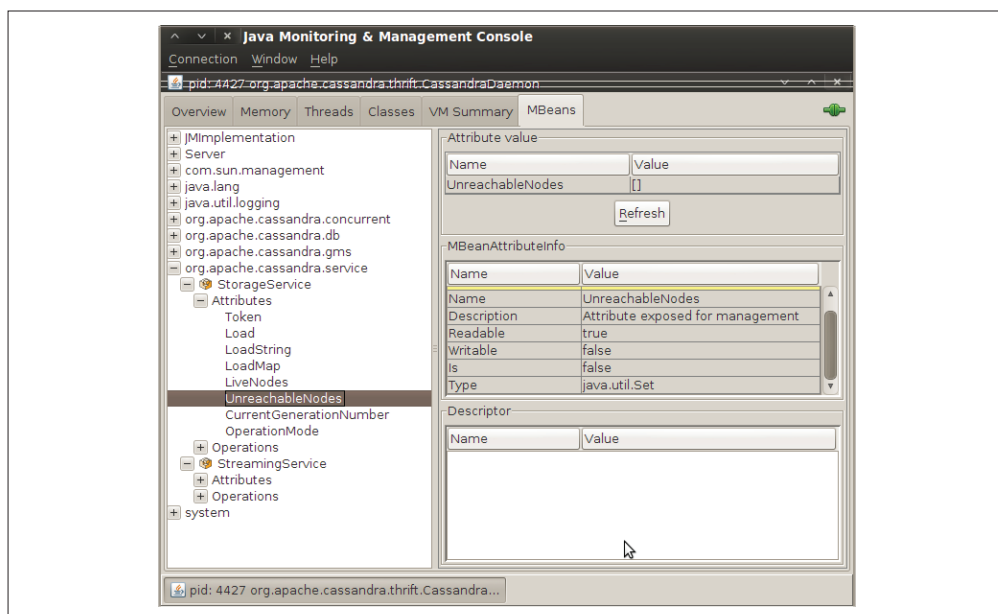 Java Monitoring & Management Console
Connection Window Help
pid: 4427 org.apache.cassandra.thrift.CassandraDaemon
Overview Memory Threads Classes VM Summary MBeans
JMImplementation
Server
com.sun.management
java.lang
java.util.logging
org.apache.cassandra.concurrent
org.apache.cassandra.db
org.apache.cassandra.gms
org.apache.cassandra.service
StorageService
Attributes
Token
Load
LoadString
LoadMap
LiveNodes
UnreachableNodes
CurrentGenerationNumber
OperationMode
Operations
StreamingService
Attributes
Operations
system
Attribute value
Name Value
UnreachableNodes []
Refresh
MBeanAttributeInfo
Name Value
Name UnreachableNodes
Description Attribute exposed for management
Readable true
Writable false
Is false
Type java.util.Set
Descriptor
Name Value
pid: 4427 org.apache.cassandra.thrift.Cassandra...